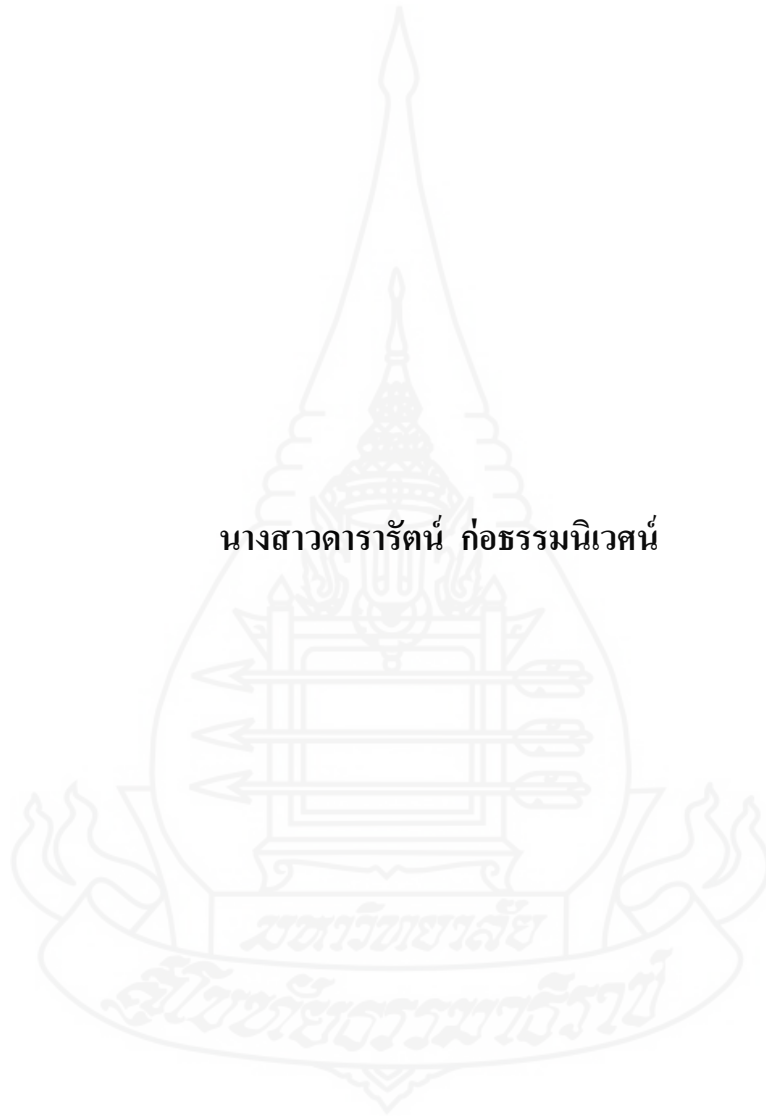 นางสาวดารารัตน์ ก่อธรรมนิเวศน์
มหาวิทยาลัย
สุโขทัยธรรมาธิราช